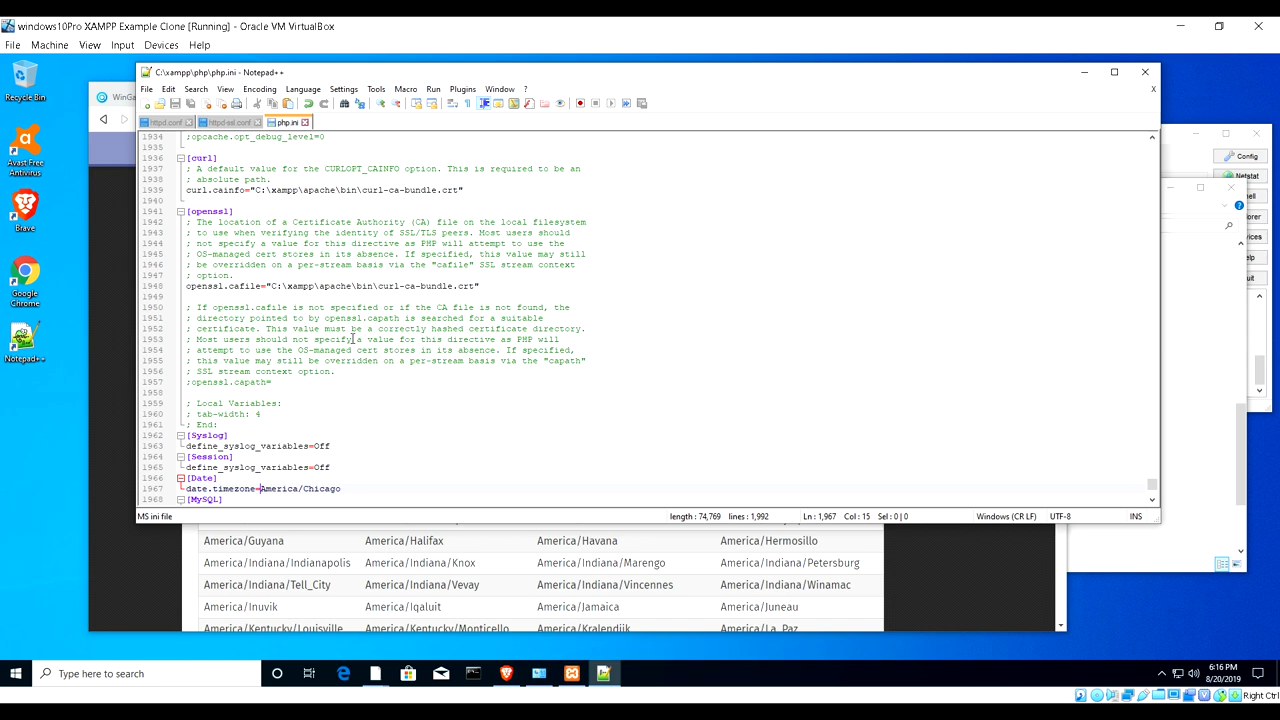 windows10Pro XAMPP Example Clone [Running] - Oracle VM VirtualBox
File Machine View Input Devices Help
Recycle Bin
Avast Free Antivirus
Brave
Google Chrome
Notepad++
C:\xampp\php\php.ini - Notepad++
File Edit Search View Encoding Language Settings Tools Macro Run Plugins Window ?
X
httpd.conf httpd-ssl.conf php.ini
1934 ;opcache.opt_debug_level=0
1935
1936 [curl]
1937 ; A default value for the CURLOPT_CAINFO option. This is required to be an
1938 ; absolute path.
1939 curl.cainfo="C:\xampp\apache\bin\curl-ca-bundle.crt"
1940
1941 [openssl]
1942 ; The location of a Certificate Authority (CA) file on the local filesystem
1943 ; to use when verifying the identity of SSL/TLS peers. Most users should
1944 ; not specify a value for this directive as PHP will attempt to use the
1945 ; OS-managed cert stores in its absence. If specified, this value may still
1946 ; be overridden on a per-stream basis via the "cafile" SSL stream context
1947 ; option.
1948 openssl.cafile="C:\xampp\apache\bin\curl-ca-bundle.crt"
1949
1950 ; If openssl.cafile is not specified or if the CA file is not found, the
1951 ; directory pointed to by openssl.capath is searched for a suitable
1952 ; certificate. This value must be a correctly hashed certificate directory.
1953 ; Most users should not specify a value for this directive as PHP will
1954 ; attempt to use the OS-managed cert stores in its absence. If specified,
1955 ; this value may still be overridden on a per-stream basis via the "capath"
1956 ; SSL stream context option.
1957 ;openssl.capath=
1958
1959 ; Local Variables:
1960 ; tab-width: 4
1961 ; End:
1962 [Syslog]
1963 define_syslog_variables=Off
1964 [Session]
1965 define_syslog_variables=Off
1966 [Date]
1967 date.timezone=America/Chicago
1968 [MySQL]
MS ini file length : 74,769 lines : 1,992 Ln : 1,967 Col : 15 Sel : 0 | 0 Windows (CR LF) UTF-8 INS
WinGa
Config
Netstat
ell
orer
ices
elp
uit
America/Guyana America/Halifax America/Havana America/Hermosillo
America/Indiana/Indianapolis America/Indiana/Knox America/Indiana/Marengo America/Indiana/Petersburg
America/Indiana/Tell_City America/Indiana/Vevay America/Indiana/Vincennes America/Indiana/Winamac
America/Inuvik America/Iqaluit America/Jamaica America/Juneau
America/Kentucky/Louisville America/Kentucky/Monticello America/Kralendijk America/La_Paz
Type here to search
6:16 PM
8/20/2019
Right Ctrl